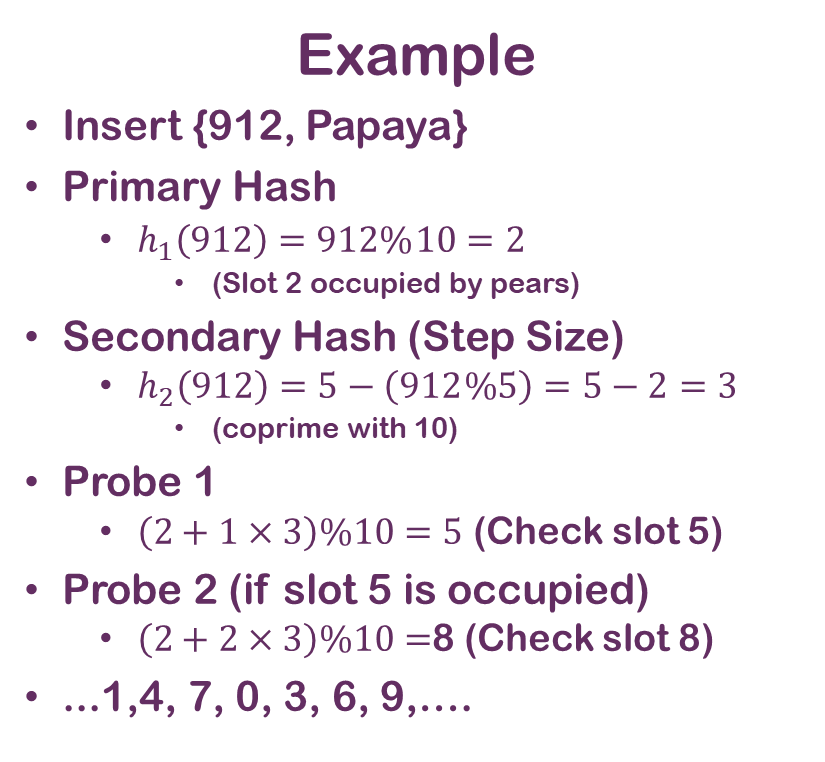 Example
• Insert {912, Papaya}
• Primary Hash
• h₁(912) = 912%10 = 2
• (Slot 2 occupied by pears)
• Secondary Hash (Step Size)
• h₂(912) = 5 − (912%5) = 5 − 2 = 3
• (coprime with 10)
• Probe 1
• (2 + 1 × 3)%10 = 5 (Check slot 5)
• Probe 2 (if slot 5 is occupied)
• (2 + 2 × 3)%10 =8 (Check slot 8)
• ...1,4, 7, 0, 3, 6, 9,....